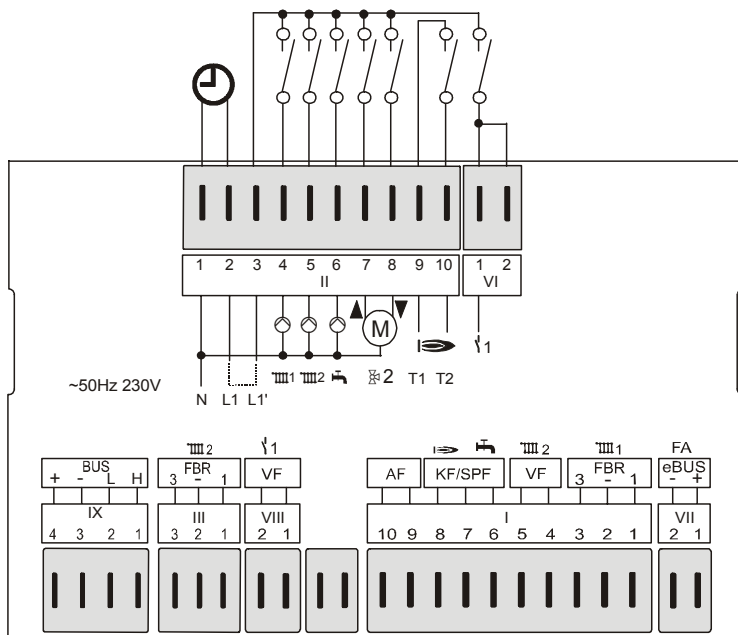 1 2 3 4 5 6 7 8 9 10 1 2
II VI
M
1
~50Hz 230V N L1 L1' 1 2 2 T1 T2
2 1 2 1 FA
BUS FBR VF AF KF/SPF VF FBR eBUS
+ - L H 3 - 1 3 - 1 - +
IX III VIII I VII
4 3 2 1 3 2 1 2 1 10 9 8 7 6 5 4 3 2 1 2 1